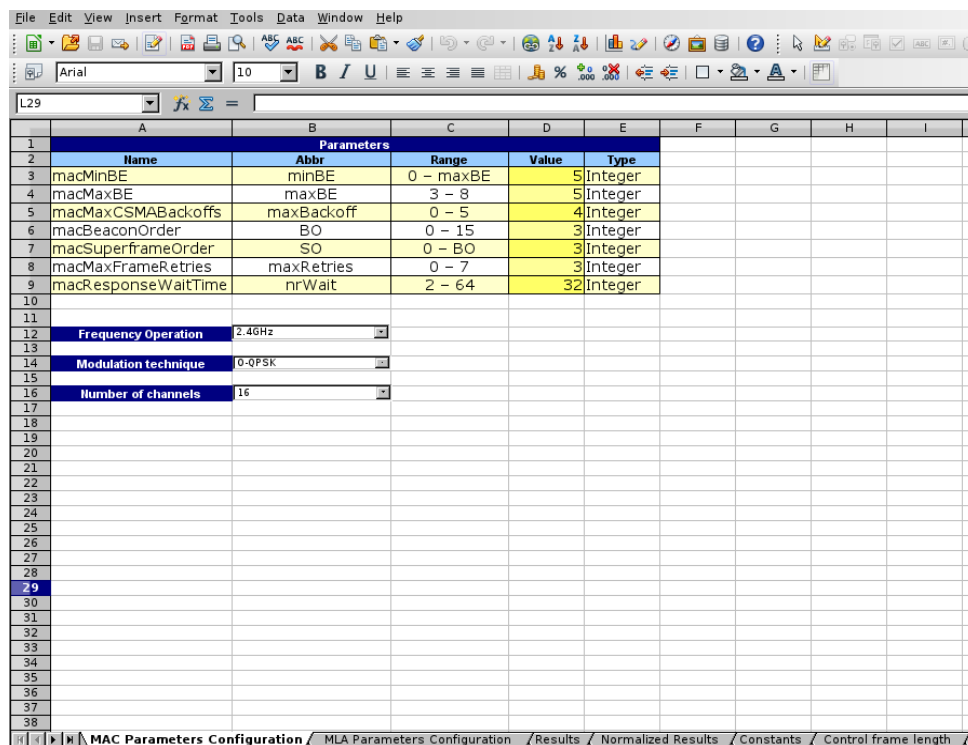 File Edit View Insert Format Tools Data Window Help
ABC ABC
Arial 10 B I U % .000 .000 A
L29 fx Σ =
A B C D E F G H I
1 Parameters
2 Name Abbr Range Value Type
3 macMinBE minBE 0 – maxBE 5 Integer
4 macMaxBE maxBE 3 – 8 5 Integer
5 macMaxCSMABackoffs maxBackoff 0 – 5 4 Integer
6 macBeaconOrder BO 0 – 15 3 Integer
7 macSuperframeOrder SO 0 – BO 3 Integer
8 macMaxFrameRetries maxRetries 0 – 7 3 Integer
9 macResponseWaitTime nrWait 2 – 64 32 Integer
10
11
12 Frequency Operation 2.4GHz
13
14 Modulation technique O-QPSK
15
16 Number of channels 16
17
18
19
20
21
22
23
24
25
26
27
28
29
30
31
32
33
34
35
36
37
38
MAC Parameters Configuration MLA Parameters Configuration Results Normalized Results Constants Control frame length